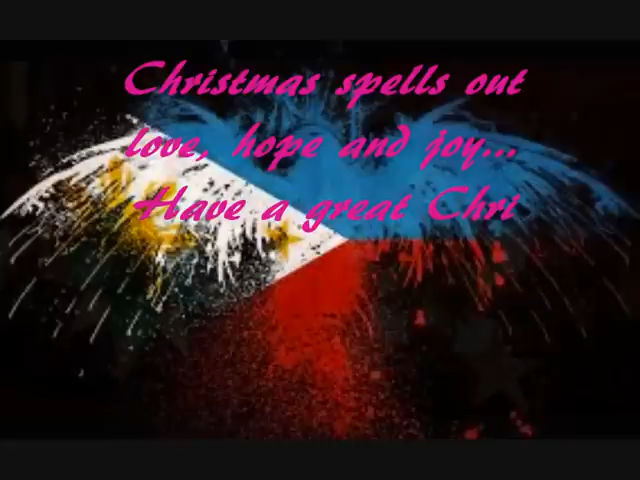 Christmas spells out
love, hope and joy...
Have a great Chri